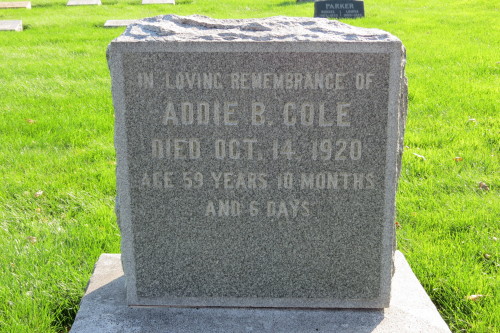 PARKER
IN LOVING REMEMBRANCE OF
ADDIE B. COLE
DIED OCT. 14, 1920
AGE 59 YEARS 10 MONTHS
AND 6 DAYS